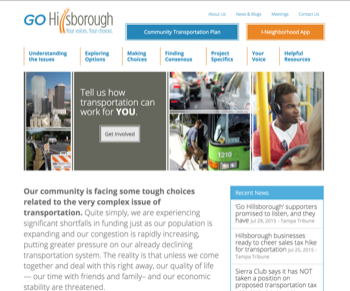 GO Hillsborough
Your voices. Your choices.
About Us News & Blogs Meetings Contact Us
Community Transportation Plan
I-Neighborhood App
Understanding the Issues
Exploring Options
Making Choices
Finding Consensus
Project Specifics
Your Voice
Helpful Resources
Tell us how
transportation can
work for YOU.
Get Involved
Our community is facing some tough choices
related to the very complex issue of
transportation. Quite simply, we are experiencing
significant shortfalls in funding just as our population is
expanding and our congestion is rapidly increasing,
putting greater pressure on our already declining
transportation system. The reality is that unless we come
together and deal with this right away, our quality of life
— our time with friends and family– and our economic
stability are threatened.
Recent News
'Go Hillsborough' supporters
promised to listen, and they
have Jul 29, 2015 - Tampa Tribune
Hillsborough businesses
ready to cheer sales tax hike
for transportation Jul 25, 2015
- Tampa Tribune
Sierra Club says it has NOT
taken a position on
proposed transportation tax